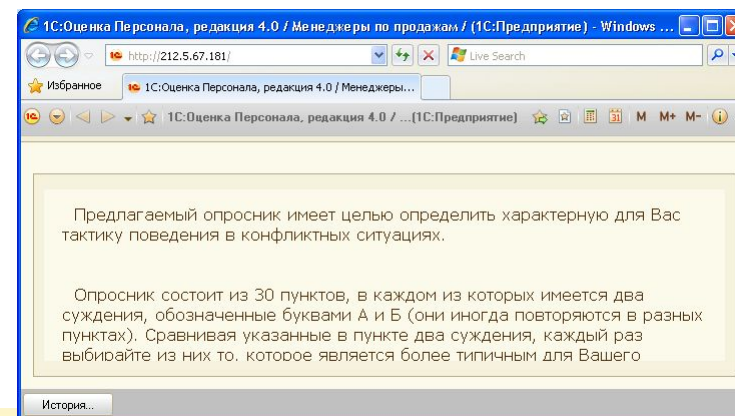 1С:Оценка Персонала, редакция 4.0 / Менеджеры по продажам / (1С:Предприятие) - Windows ...
http://212.5.67.181/
Live Search
Избранное
1С:Оценка Персонала, редакция 4.0 / Менеджеры...
1С:Оценка Персонала, редакция 4.0 / ...(1С:Предприятие) 31 M M+ M-
Предлагаемый опросник имеет целью определить характерную для Вас
тактику поведения в конфликтных ситуациях.
Опросник состоит из 30 пунктов, в каждом из которых имеется два
суждения, обозначенные буквами А и Б (они иногда повторяются в разных
пунктах). Сравнивая указанные в пункте два суждения, каждый раз
выбирайте из них то, которое является более типичным для Вашего
История...